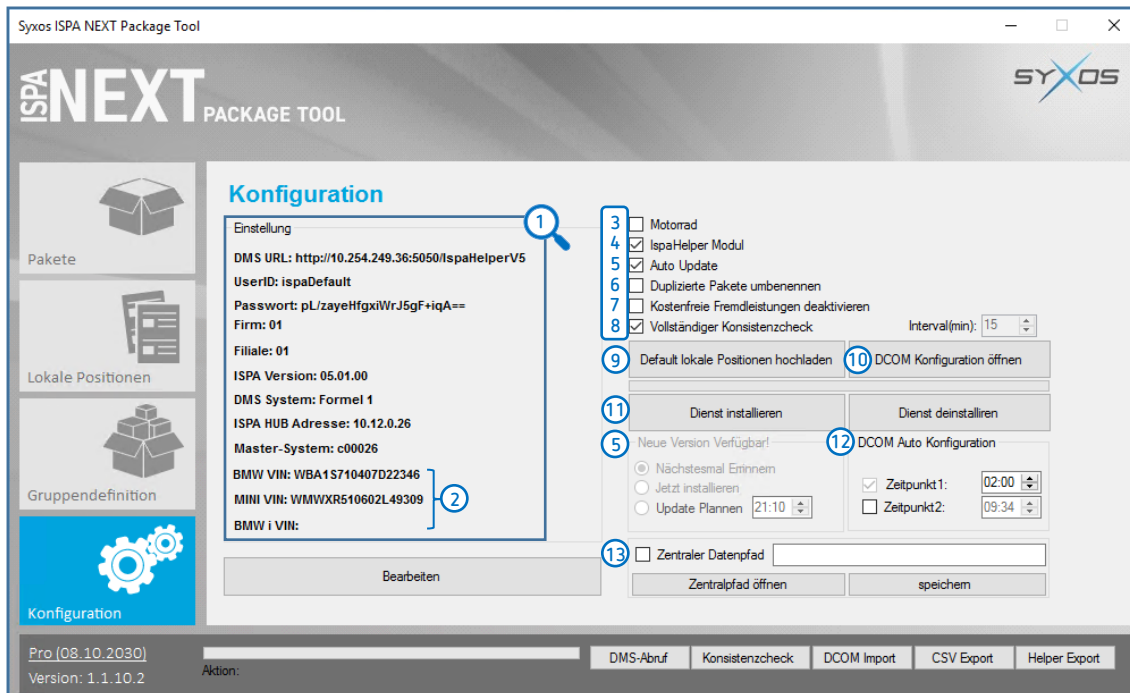 Syxos ISPA NEXT Package Tool
ISPA NEXT PACKAGE TOOL
SYXOS
Pakete
Lokale Positionen
Gruppendefinition
Konfiguration
Konfiguration
1
Einstellung
DMS URL: http://10.254.249.36:5050/IspaHelperV5
UserID: ispaDefault
Passwort: pL/zayeHfgxiWrJ5gF+iqA==
Firm: 01
Filiale: 01
ISPA Version: 05.01.00
DMS System: Formel 1
ISPA HUB Adresse: 10.12.0.26
Master-System: c00026
BMW VIN: WBA1S710407D22346
MINI VIN: WMWXR510602L49309
BMW i VIN:
2
Bearbeiten
3 Motorrad
4 IspaHelper Modul
5 Auto Update
6 Duplizierte Pakete umbenennen
7 Kostenfreie Fremdleistungen deaktivieren
8 Vollständiger Konsistenzcheck Interval(min): 15
9 Default lokale Positionen hochladen 10 DCOM Konfiguration öffnen
11 Dienst installieren Dienst deinstalliren
5 Neue Version Verfügbar!
Nächstesmal Errinnern
Jetzt installieren
Update Plannen 21:10
12 DCOM Auto Konfiguration
Zeitpunkt1: 02:00
Zeitpunkt2: 09:34
13 Zentraler Datenpfad
Zentralpfad öffnen speichern
Pro (08.10.2030)
Version: 1.1.10.2
Aktion:
DMS-Abruf Konsistenzcheck DCOM Import CSV Export Helper Export